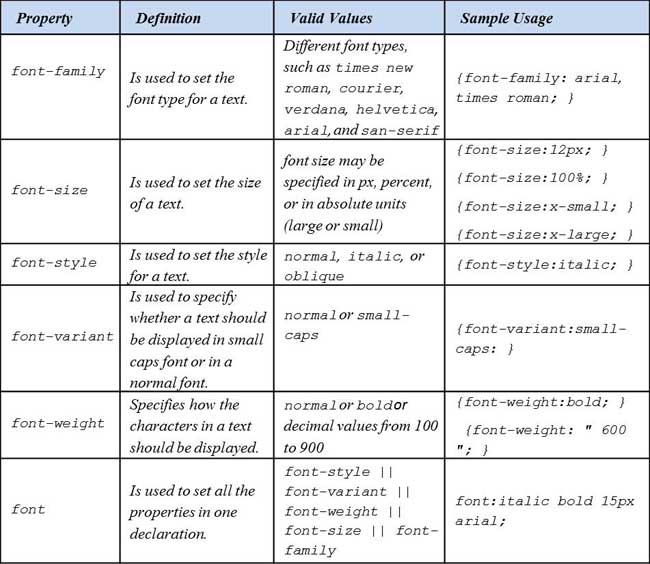 Property Definition Valid Values Sample Usage
font-family
Is used to set the
font type for a text.
Different font types,
such as times new
roman, courier,
verdana, helvetica,
arial, and san-serif
{font-family: arial,
times roman; }
font-size
Is used to set the size
of a text.
font size may be
specified in px, percent,
or in absolute units
(large or small)
{font-size:12px; }
{font-size:100%; }
{font-size:x-small; }
{font-size:x-large; }
font-style
Is used to set the style
for a text.
normal, italic, or
oblique
{font-style:italic; }
font-variant
Is used to specify
whether a text should
be displayed in small
caps font or in a
normal font.
normal or small-
caps
{font-variant:small-
caps: }
font-weight
Specifies how the
characters in a text
should be displayed.
normal or bold or
decimal values from 100
to 900
{font-weight:bold; }
{font-weight: " 600
"; }
font
Is used to set all the
properties in one
declaration.
font-style ||
font-variant ||
font-weight ||
font-size || font-
family
font:italic bold 15px
arial;